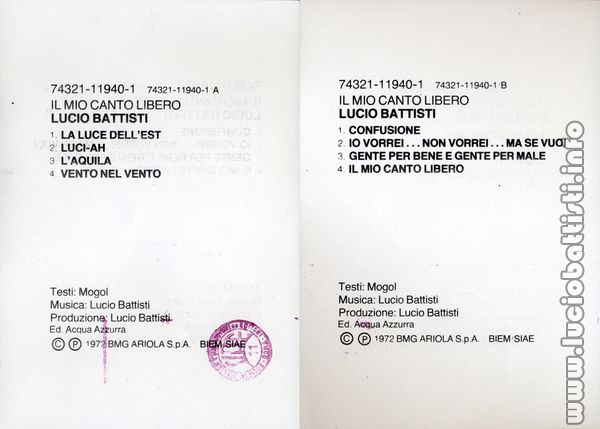 74321-11940-1 74321-11940-1 A
IL MIO CANTO LIBERO
LUCIO BATTISTI
1. LA LUCE DELL'EST
2. LUCI-AH
3. L'AQUILA
4. VENTO NEL VENTO
Testi: Mogol
Musica: Lucio Battisti
Produzione: Lucio Battisti
Ed. Acqua Azzurra
© ℗ 1972 BMG ARIOLA S.p.A. BIEM SIAE
74321-11940-1 74321-11940-1 B
IL MIO CANTO LIBERO
LUCIO BATTISTI
1. CONFUSIONE
2. IO VORREI... NON VORREI... MA SE VUOI
3. GENTE PER BENE E GENTE PER MALE
4. IL MIO CANTO LIBERO
Testi: Mogol
Musica: Lucio Battisti
Produzione: Lucio Battisti
Ed. Acqua Azzurra
© ℗ 1972 BMG ARIOLA S.p.A. BIEM SIAE
www.luciobattisti.info